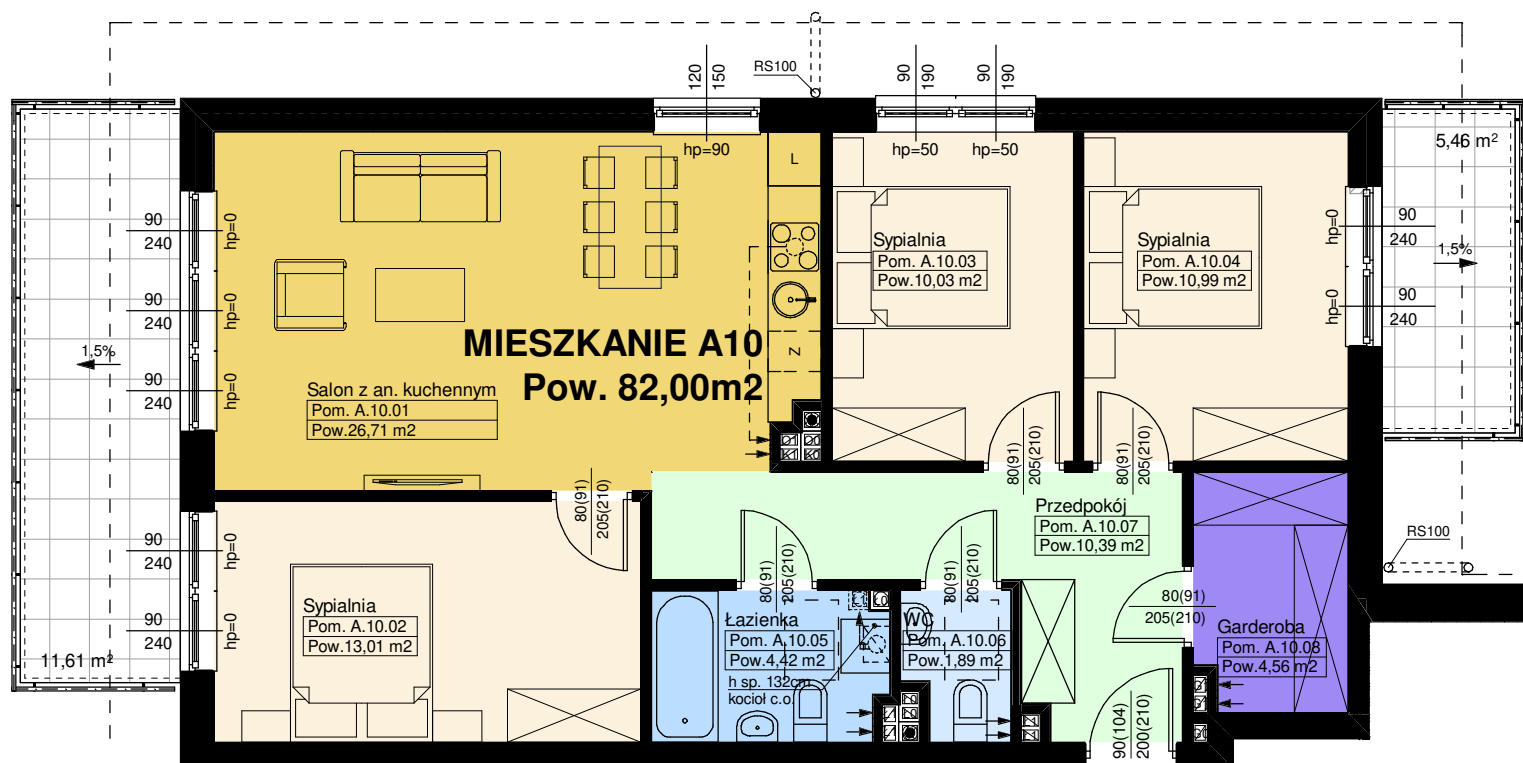 RS100
120
150
hp=90
90
190
hp=50
90
190
hp=50
L
5,46 m²
90
240
hp=0
90
240
hp=0
90
240
hp=0
1,5%
Z
MIESZKANIE A10
Pow. 82,00m2
Salon z an. kuchennym
Pom. A.10.01
Pow.26,71 m2
Sypialnia
Pom. A.10.03
Pow.10,03 m2
Sypialnia
Pom. A.10.04
Pow.10,99 m2
hp=0
90
240
hp=0
90
240
1,5%
80(91)
205(210)
80(91)
205(210)
80(91)
205(210)
Przedpokój
Pom. A.10.07
Pow.10,39 m2
RS100
90
240
hp=0
90
240
hp=0
11,61 m²
Sypialnia
Pom. A.10.02
Pow.13,01 m2
80(91)
205(210)
80(91)
205(210)
80(91)
205(210)
Łazienka
Pom. A.10.05
Pow.4,42 m2
h sp. 132cm
kocioł c.o.
WC
Pom. A.10.06
Pow.1,89 m2
Garderoba
Pom. A.10.08
Pow.4,56 m2
90(104)
200(210)